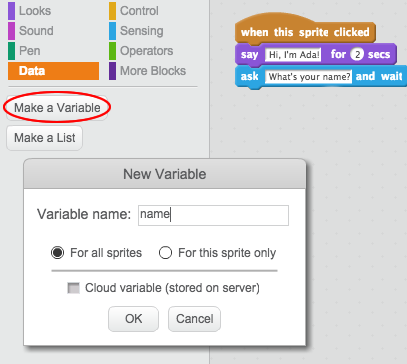 Looks
Control
Sound
Sensing
Pen
Operators
Data
More Blocks
Make a Variable
Make a List
when this sprite clicked
say Hi, I'm Ada! for 2 secs
ask What's your name? and wait
New Variable
Variable name: name
For all sprites
For this sprite only
Cloud variable (stored on server)
OK
Cancel